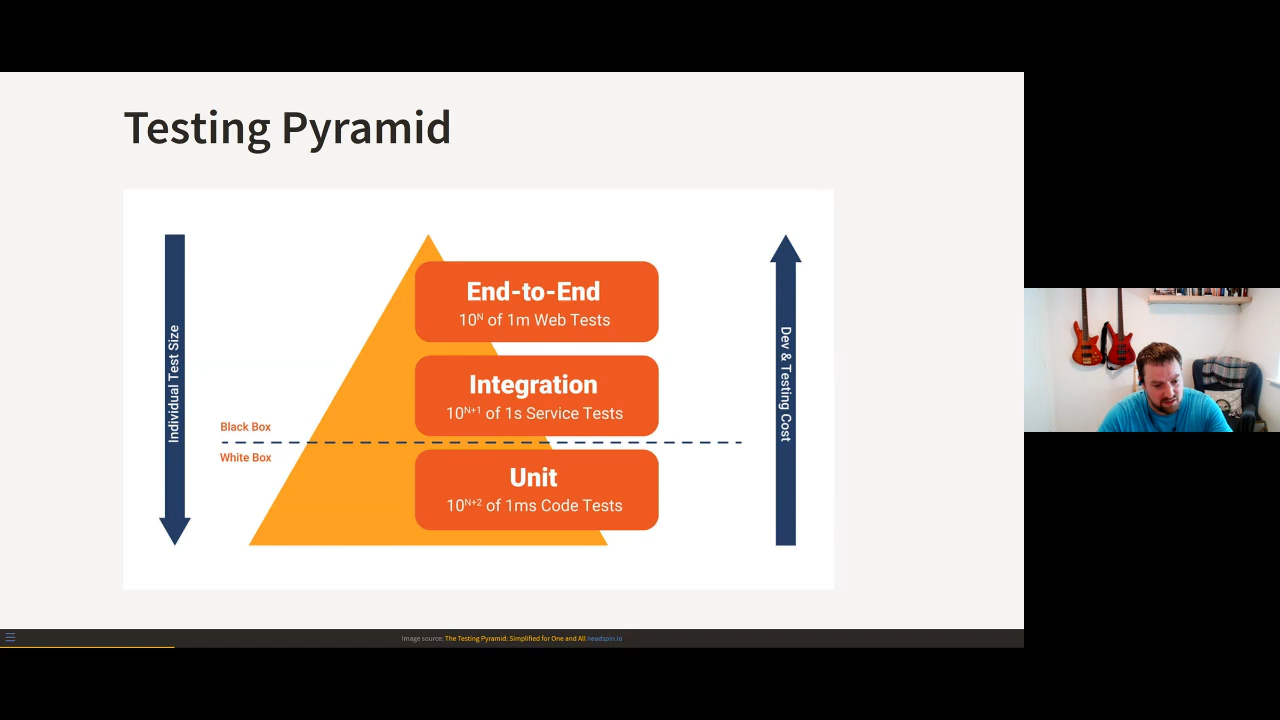 Testing Pyramid
Individual Test Size
End-to-End
10ᴺ of 1m Web Tests
Integration
10ᴺ⁺¹ of 1s Service Tests
Black Box
White Box
Unit
10ᴺ⁺² of 1ms Code Tests
Dev & Testing Cost
Image source: The Testing Pyramid: Simplified for One and All headspin.io